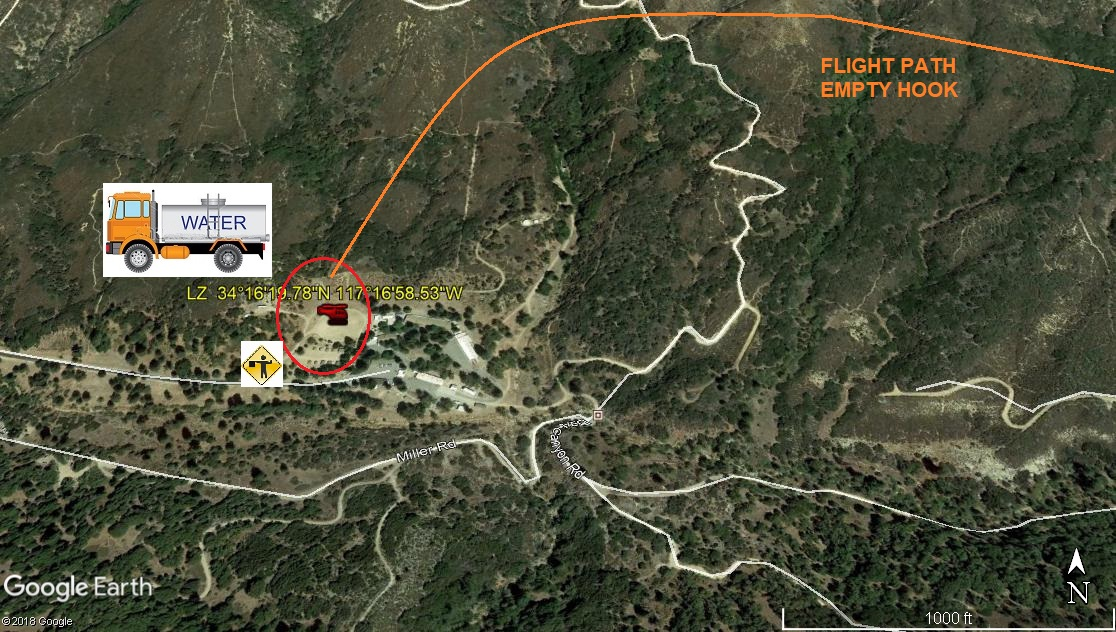 FLIGHT PATH
EMPTY HOOK
WATER
LZ 34°16'19.78"N 117°16'58.53"W
Miller Rd
Canyon Rd
Google Earth
©2018 Google
N
1000 ft